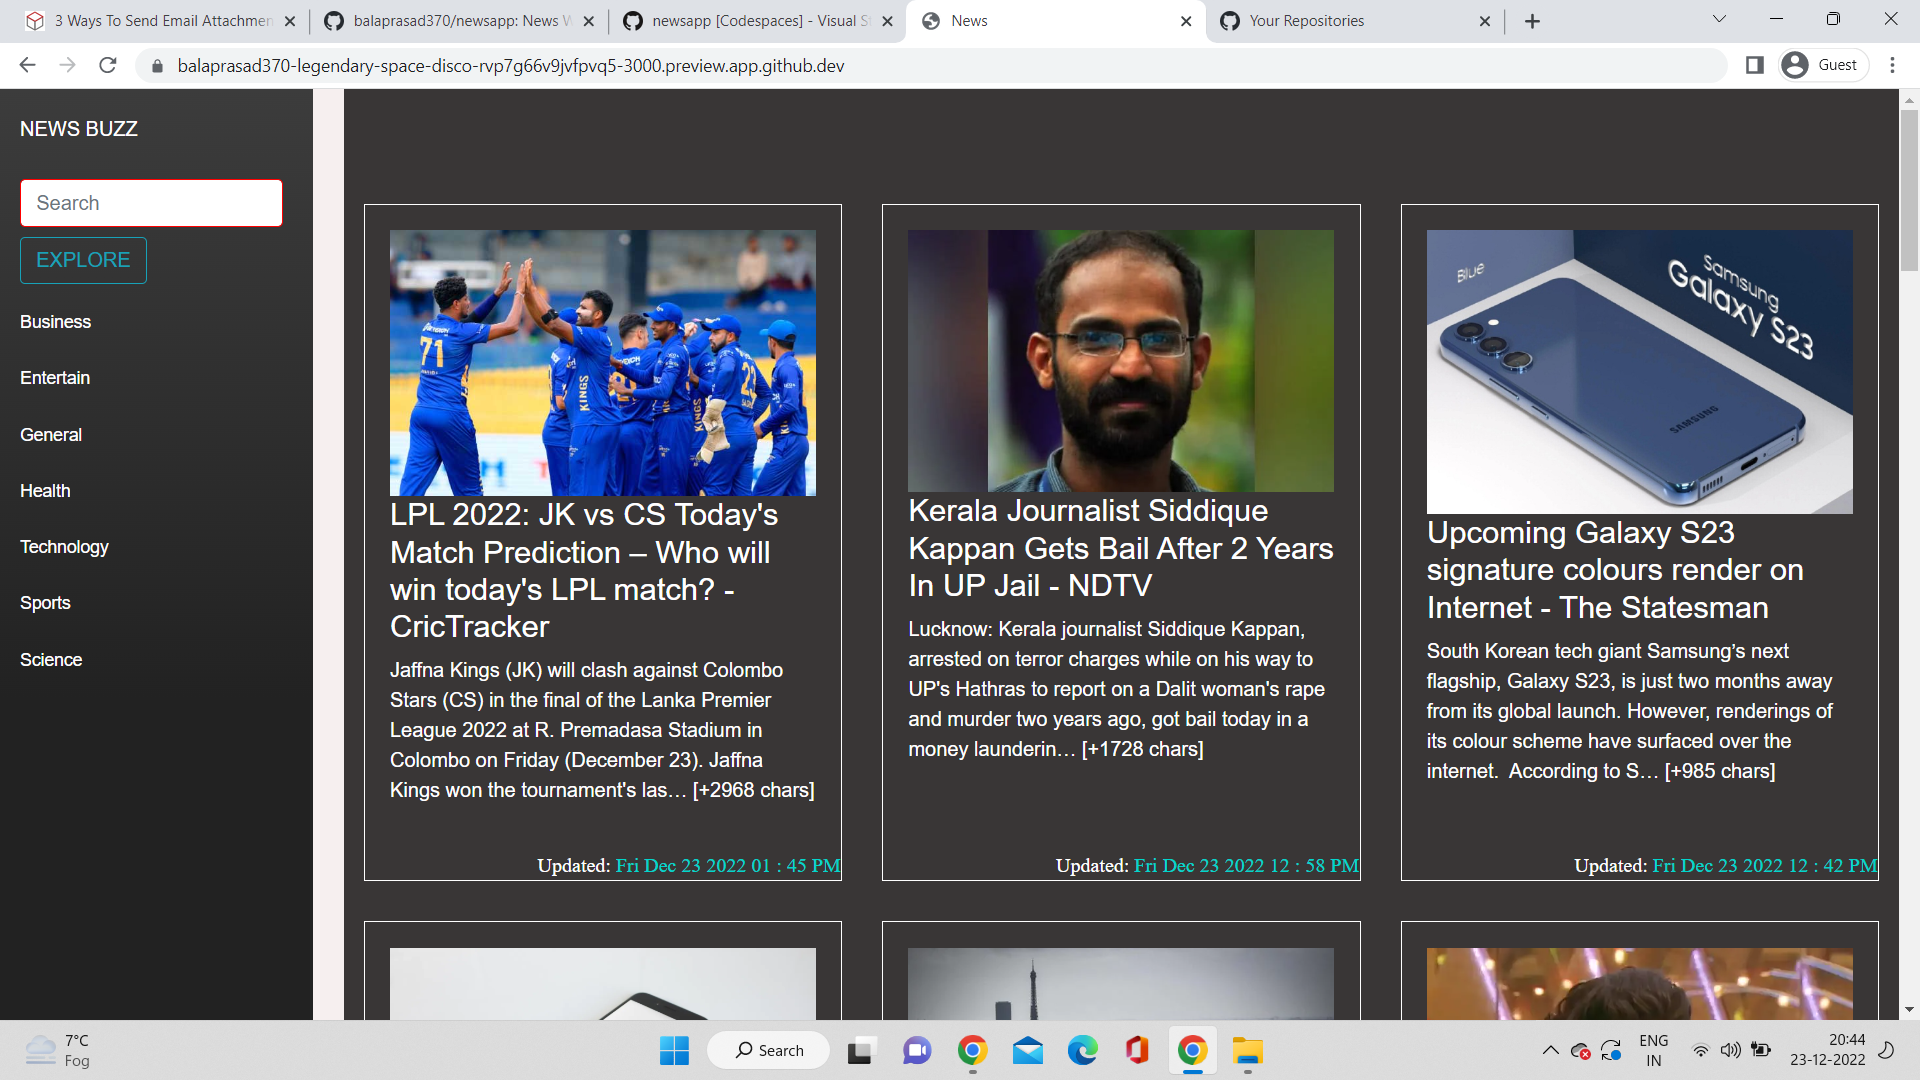 3 Ways To Send Email Attachmen
balaprasad370/newsapp: News W
newsapp [Codespaces] - Visual St
News
Your Repositories
balaprasad370-legendary-space-disco-rvp7g66v9jvfpvq5-3000.preview.app.github.dev
Guest
NEWS BUZZ
Search
EXPLORE
Business
Entertain
General
Health
Technology
Sports
Science
71
KINGS
23
KINGS
LPL 2022: JK vs CS Today's
Match Prediction – Who will
win today's LPL match? -
CricTracker
Jaffna Kings (JK) will clash against Colombo
Stars (CS) in the final of the Lanka Premier
League 2022 at R. Premadasa Stadium in
Colombo on Friday (December 23). Jaffna
Kings won the tournament's las… [+2968 chars]
Updated: Fri Dec 23 2022 01 : 45 PM
Kerala Journalist Siddique
Kappan Gets Bail After 2 Years
In UP Jail - NDTV
Lucknow: Kerala journalist Siddique Kappan,
arrested on terror charges while on his way to
UP's Hathras to report on a Dalit woman's rape
and murder two years ago, got bail today in a
money launderin… [+1728 chars]
Updated: Fri Dec 23 2022 12 : 58 PM
Blue
Samsung
Galaxy S23
SAMSUNG
Upcoming Galaxy S23
signature colours render on
Internet - The Statesman
South Korean tech giant Samsung’s next
flagship, Galaxy S23, is just two months away
from its global launch. However, renderings of
its colour scheme have surfaced over the
internet.  According to S… [+985 chars]
Updated: Fri Dec 23 2022 12 : 42 PM
7°C
Fog
Search
ENG
IN
20:44
23-12-2022